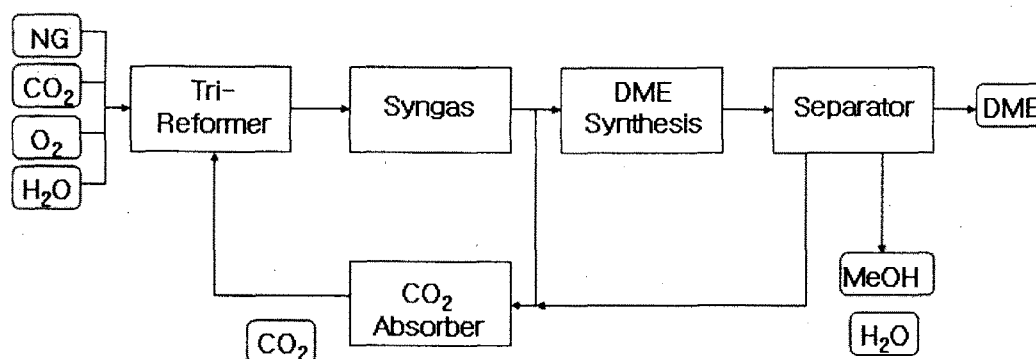 NG
CO₂
O₂
H₂O
Tri-
Reformer
Syngas
DME
Synthesis
Separator
DME
CO₂
Absorber
CO₂
MeOH
H₂O